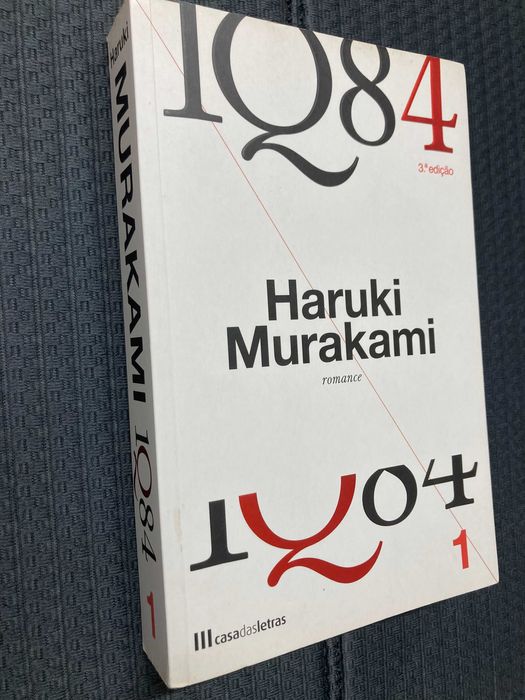 Haruki MURAKAMI 1Q84 1
1Q84
3.ª edição
Haruki
Murakami
romance
1Q84
1
casadasletras